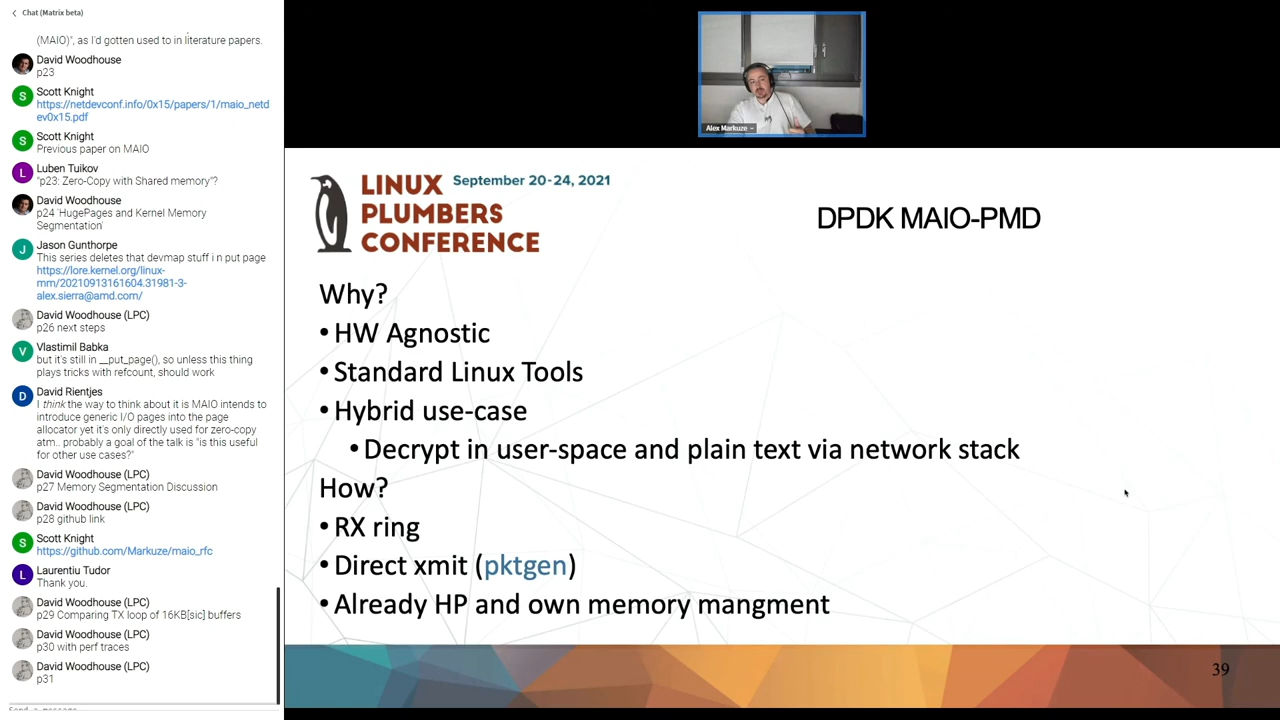 Chat (Matrix beta)
(MAIO)", as I'd gotten used to in literature papers.
David Woodhouse
p23
S
Scott Knight
https://netdevconf.info/0x15/papers/1/maio_netd
ev0x15.pdf
S
Scott Knight
Previous paper on MAIO
L
Luben Tuikov
"p23: Zero-Copy with Shared memory"?
David Woodhouse
p24 'HugePages and Kernel Memory
Segmentation'
J
Jason Gunthorpe
This series deletes that devmap stuff i n put page
https://lore.kernel.org/linux-
mm/20210913161604.31981-3-
alex.sierra@amd.com/
David Woodhouse (LPC)
p26 next steps
V
Vlastimil Babka
but it's still in __put_page(), so unless this thing
plays tricks with refcount, should work
D
David Rientjes
I think the way to think about it is MAIO intends to
introduce generic I/O pages into the page
allocator yet it's only directly used for zero-copy
atm.. probably a goal of the talk is "is this useful
for other use cases?"
David Woodhouse (LPC)
p27 Memory Segmentation Discussion
David Woodhouse (LPC)
p28 github link
S
Scott Knight
https://github.com/Markuze/maio_rfc
L
Laurentiu Tudor
Thank you.
David Woodhouse (LPC)
p29 Comparing TX loop of 16KB[sic] buffers
David Woodhouse (LPC)
p30 with perf traces
David Woodhouse (LPC)
p31
Send a message
Alex Markuze
LINUX
PLUMBERS
CONFERENCE
September 20-24, 2021
DPDK MAIO-PMD
Why?
• HW Agnostic
• Standard Linux Tools
• Hybrid use-case
• Decrypt in user-space and plain text via network stack
How?
• RX ring
• Direct xmit (pktgen)
• Already HP and own memory mangment
39